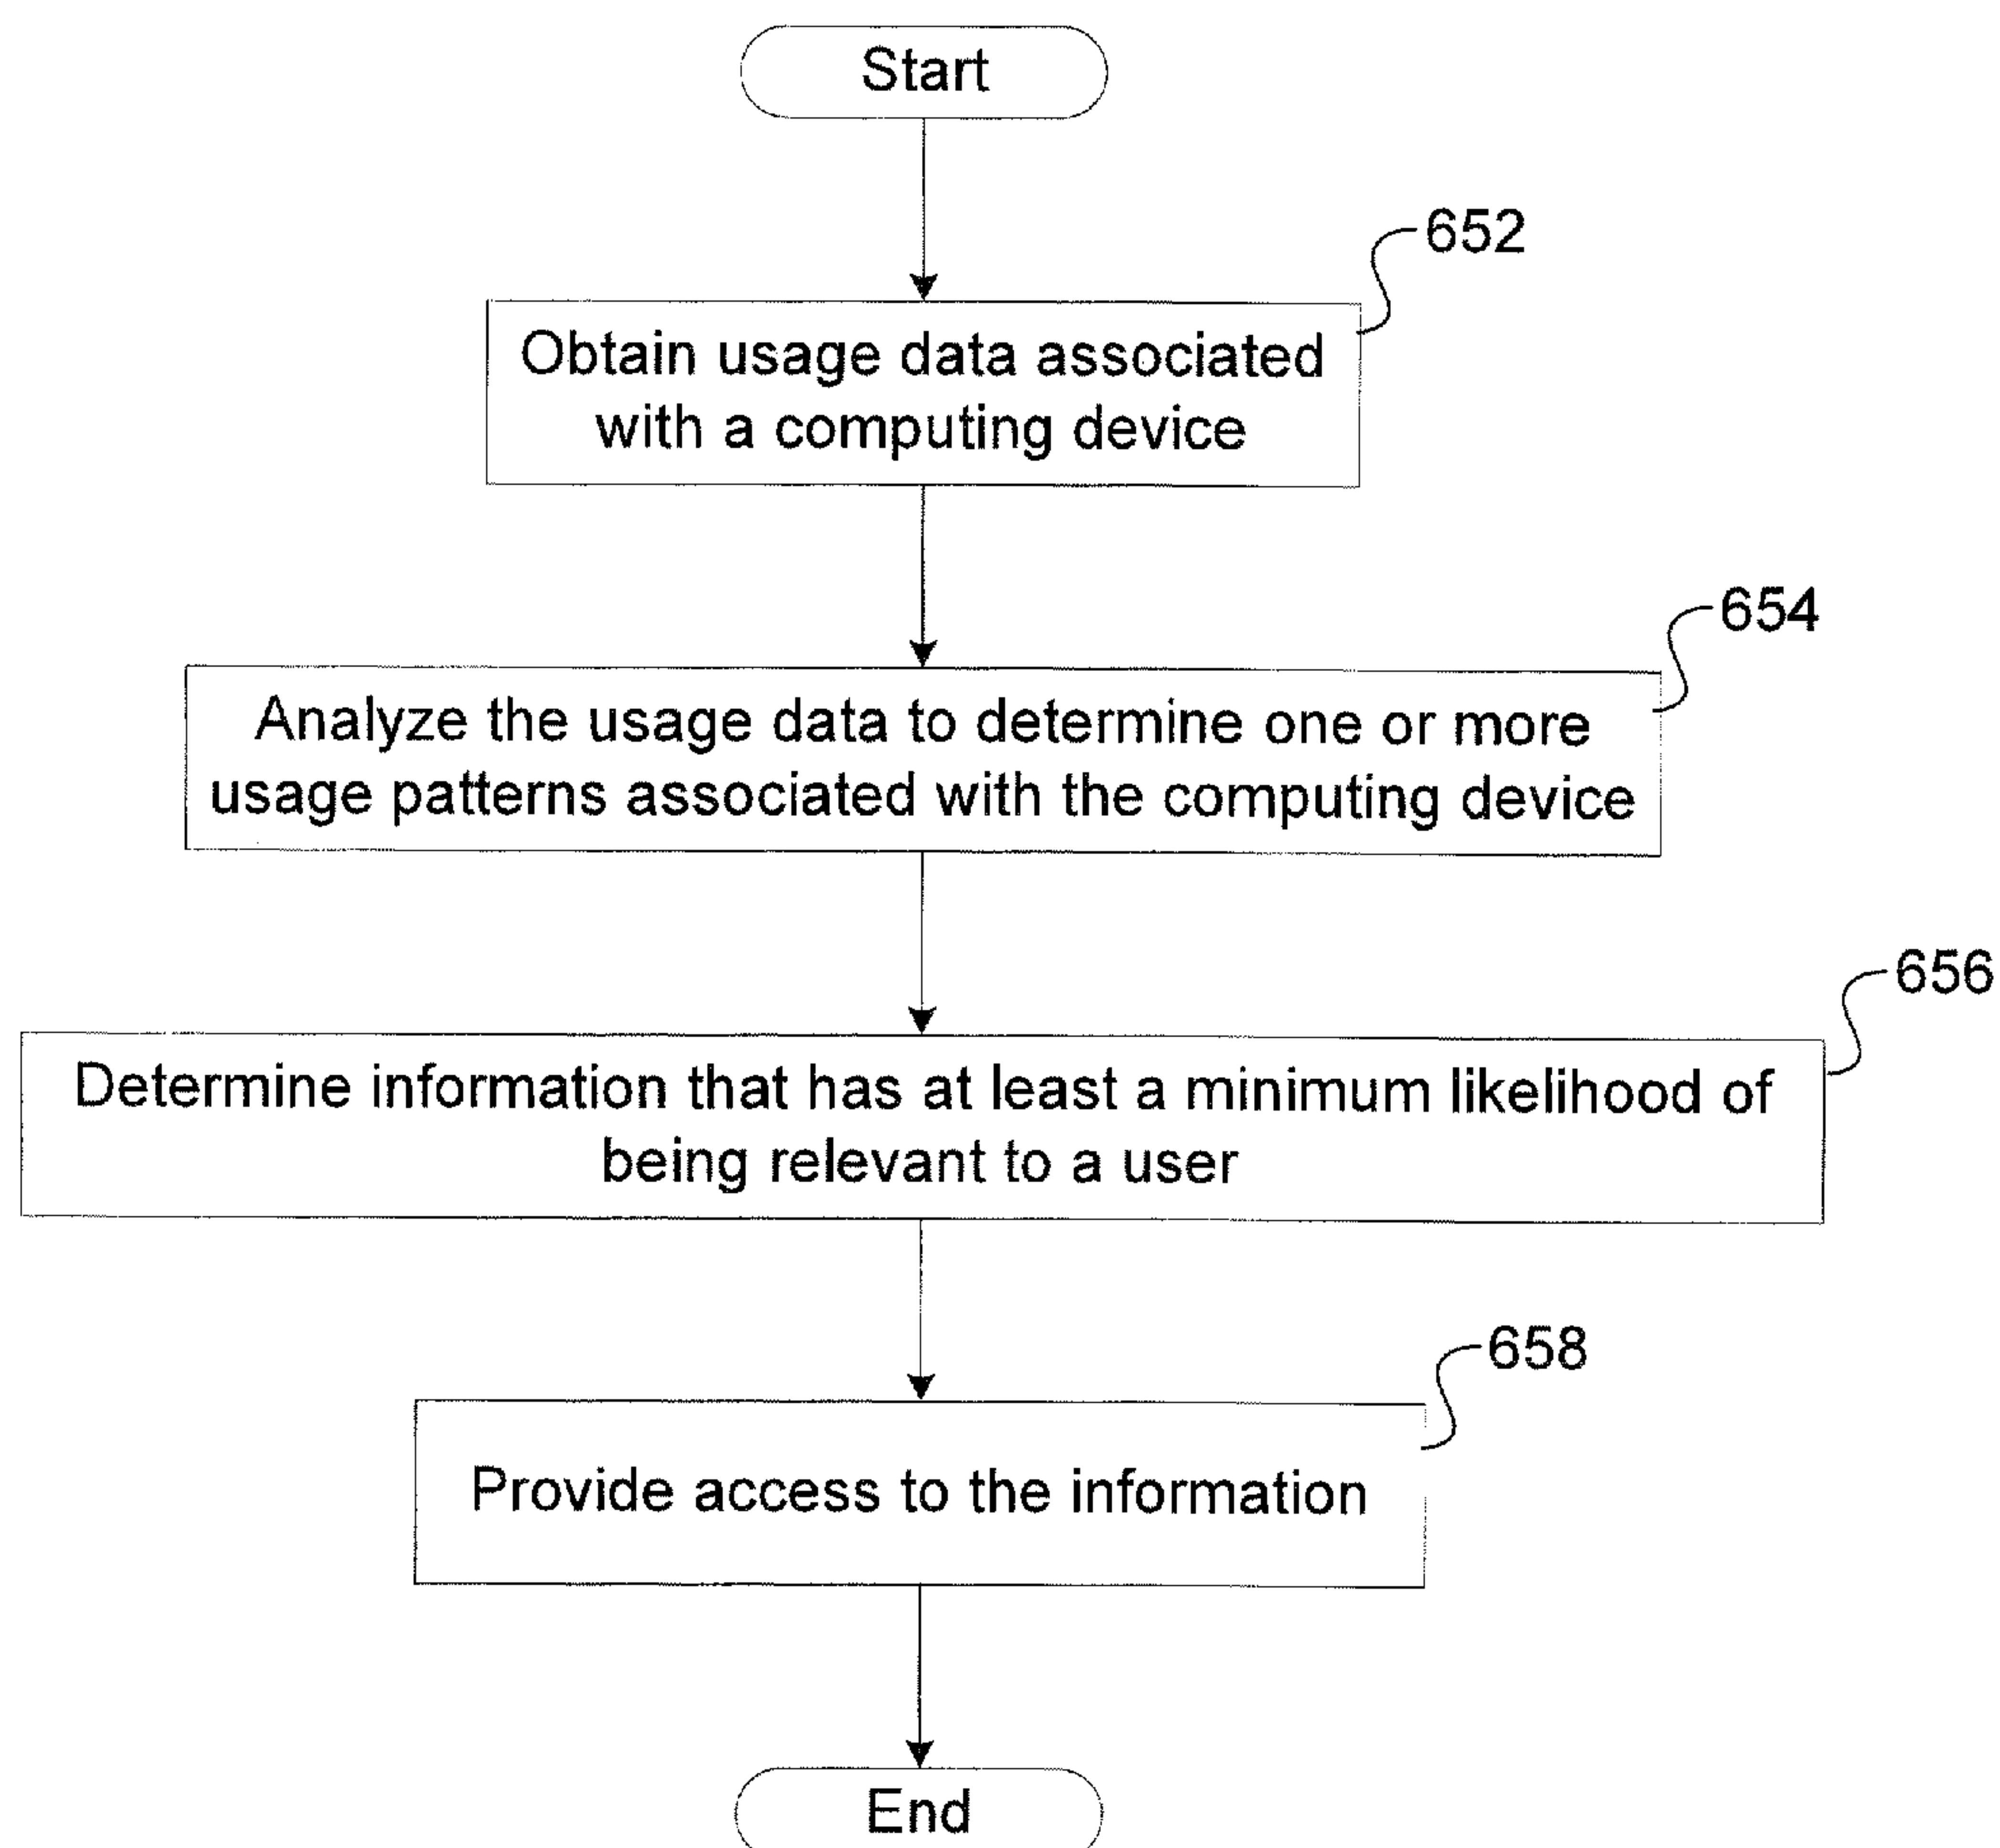 Start
652
Obtain usage data associated
with a computing device
654
Analyze the usage data to determine one or more
usage patterns associated with the computing device
656
Determine information that has at least a minimum likelihood of
being relevant to a user
658
Provide access to the information
End